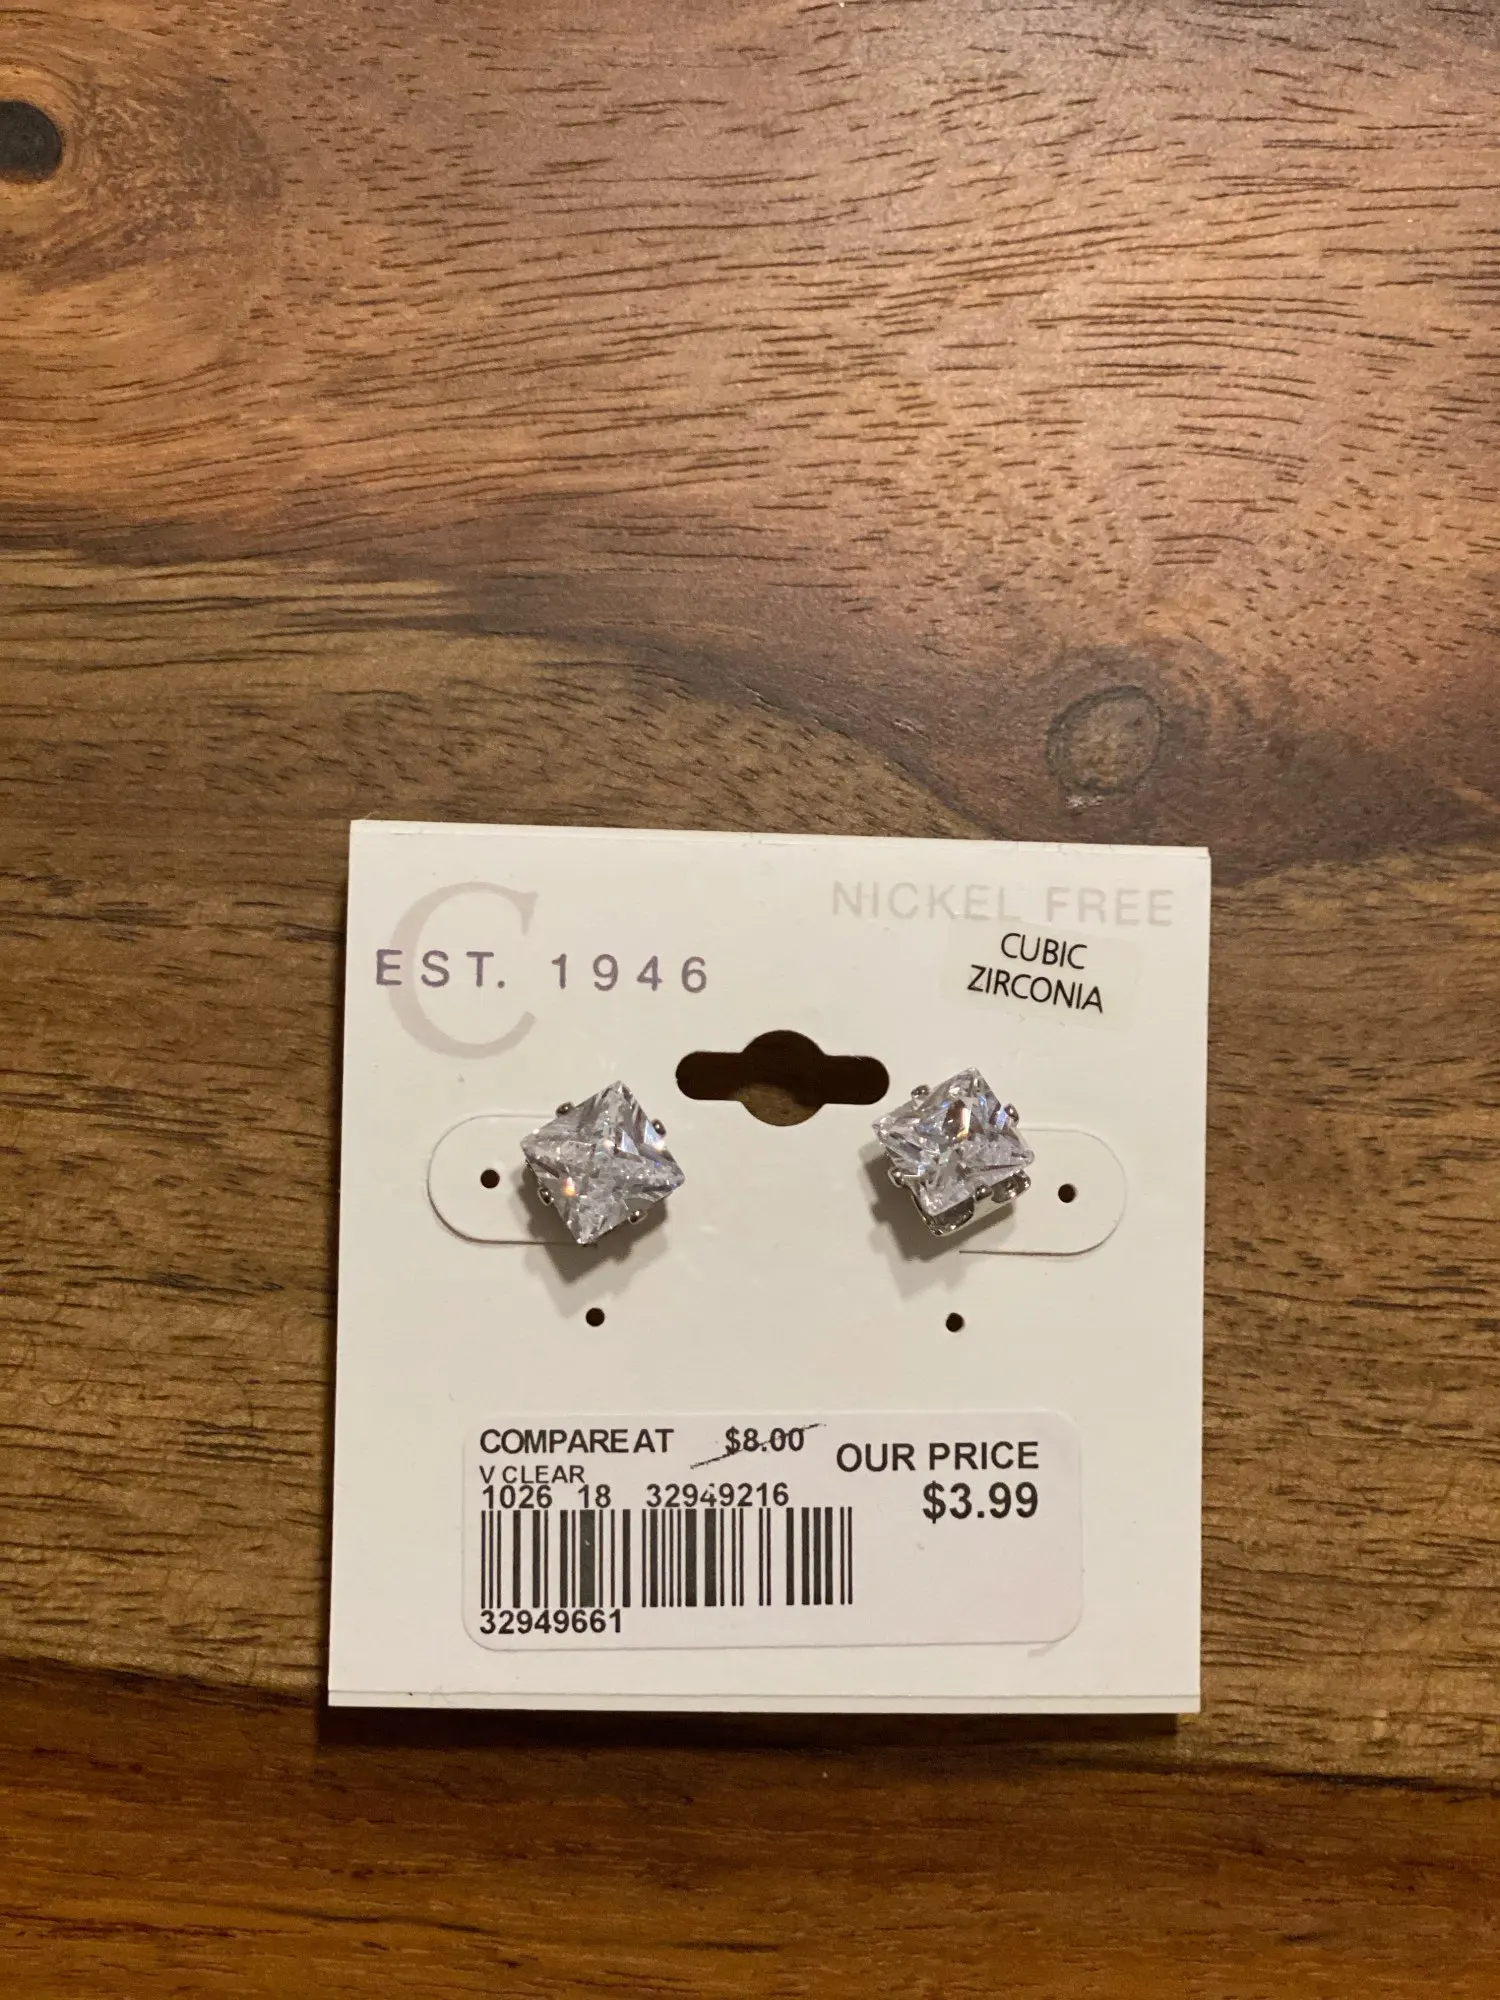 C
NICKEL FREE
EST. 1946
CUBIC
ZIRCONIA
COMPARE AT $8.00
V CLEAR
1026 18 32949216
32949661
OUR PRICE
$3.99